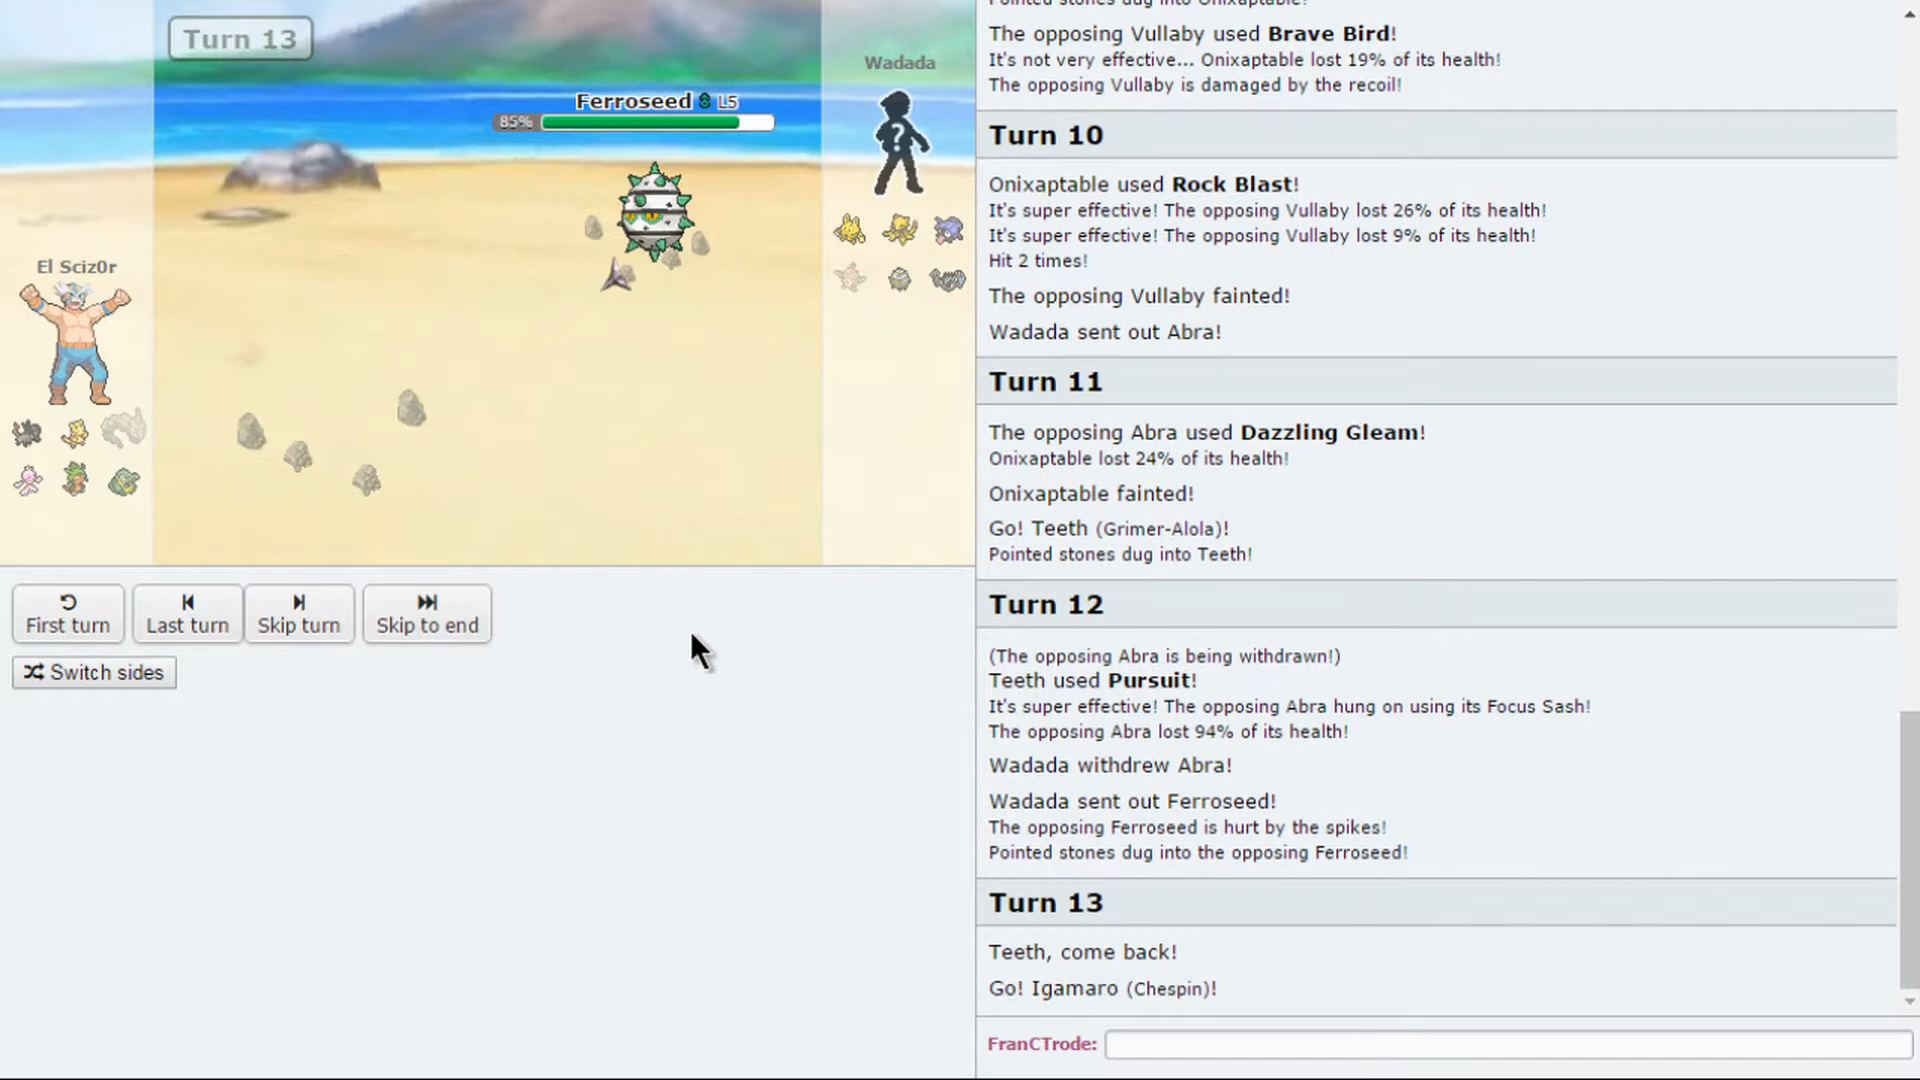 Turn 13
Wadada
Ferroseed L5
85%
El Sciz0r
First turn
Last turn
Skip turn
Skip to end
Switch sides
Pointed stones dug into Onixaptable!
The opposing Vullaby used Brave Bird!
It's not very effective... Onixaptable lost 19% of its health!
The opposing Vullaby is damaged by the recoil!
Turn 10
Onixaptable used Rock Blast!
It's super effective! The opposing Vullaby lost 26% of its health!
It's super effective! The opposing Vullaby lost 9% of its health!
Hit 2 times!
The opposing Vullaby fainted!
Wadada sent out Abra!
Turn 11
The opposing Abra used Dazzling Gleam!
Onixaptable lost 24% of its health!
Onixaptable fainted!
Go! Teeth (Grimer-Alola)!
Pointed stones dug into Teeth!
Turn 12
(The opposing Abra is being withdrawn!)
Teeth used Pursuit!
It's super effective! The opposing Abra hung on using its Focus Sash!
The opposing Abra lost 94% of its health!
Wadada withdrew Abra!
Wadada sent out Ferroseed!
The opposing Ferroseed is hurt by the spikes!
Pointed stones dug into the opposing Ferroseed!
Turn 13
Teeth, come back!
Go! Igamaro (Chespin)!
FranCTrode: